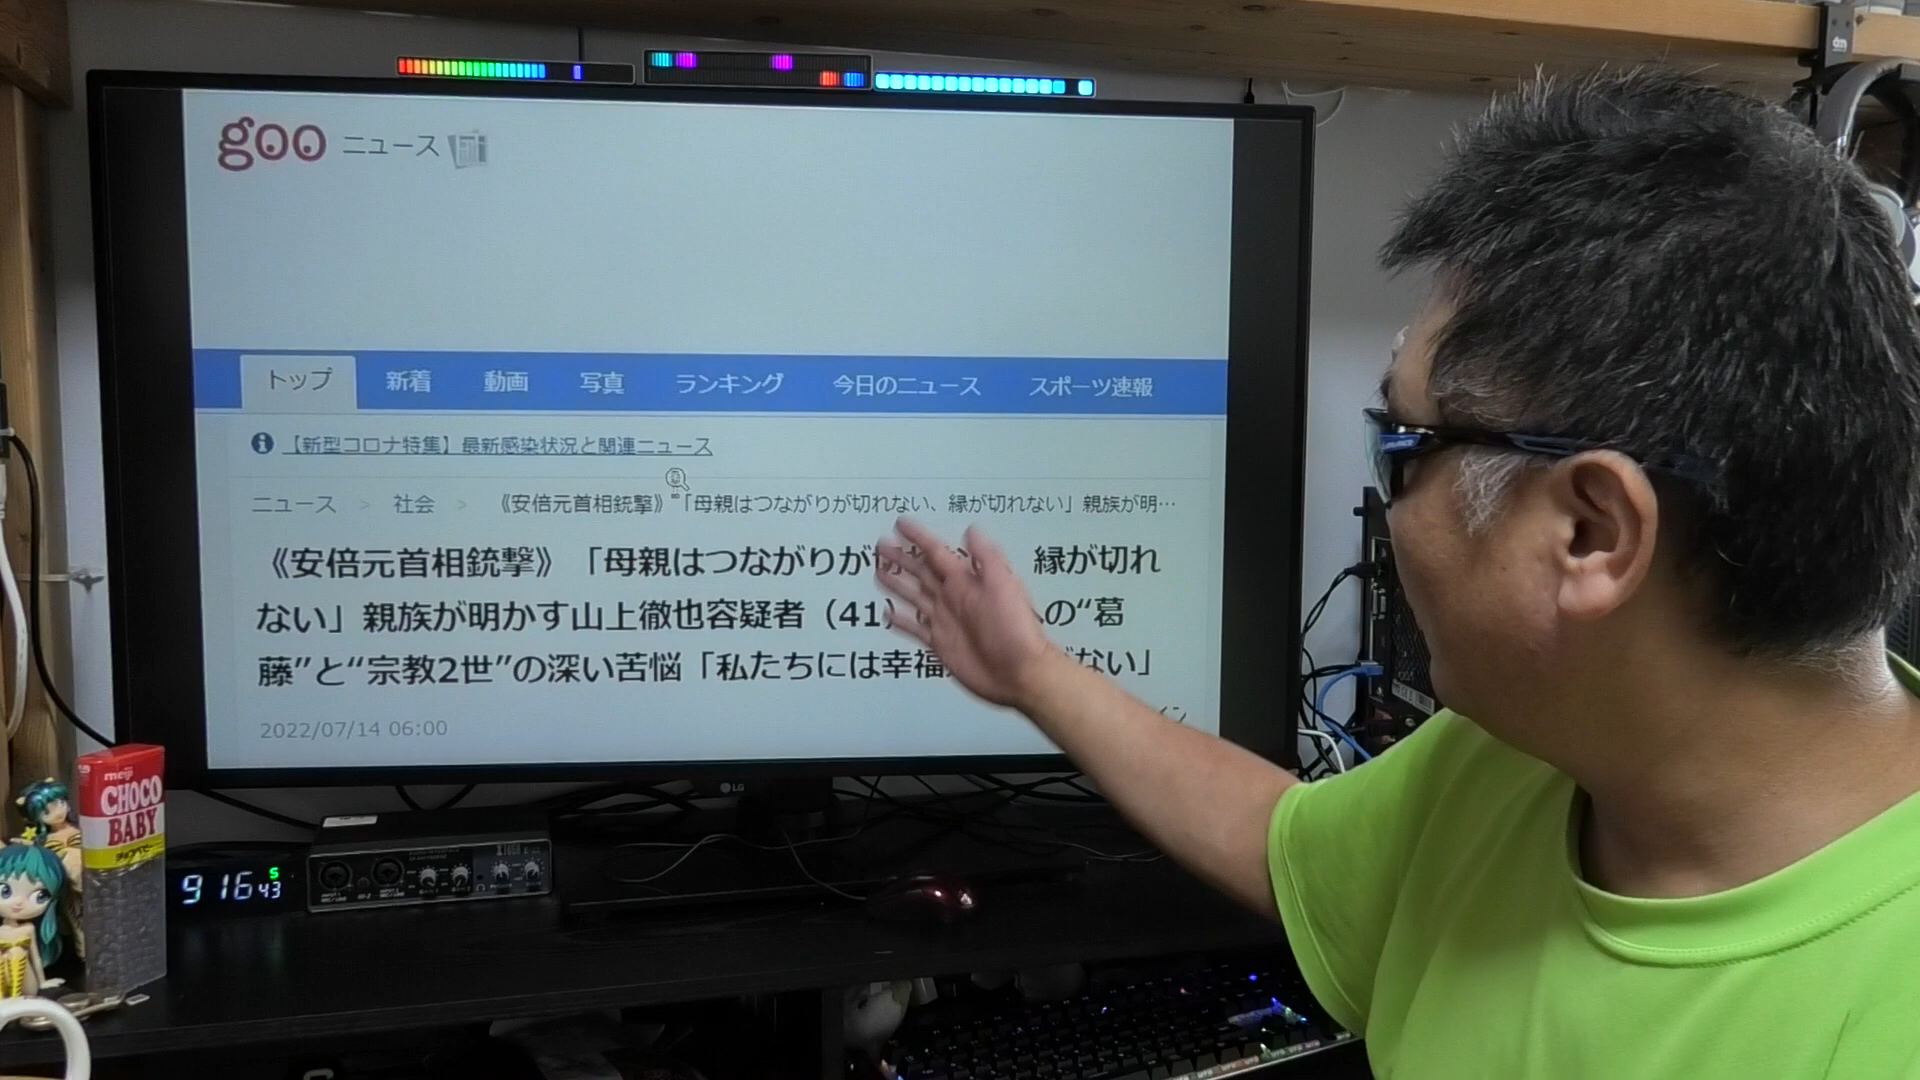 goo ニュース
トップ 新着 動画 写真 ランキング 今日のニュース スポーツ速報
【新型コロナ特集】最新感染状況と関連ニュース
ニュース > 社会 > 《安倍元首相銃撃》「母親はつながりが切れない、縁が切れない」親族が明…
《安倍元首相銃撃》「母親はつながりが 縁が切れ
ない」親族が明かす山上徹也容疑者（41） の“葛
藤”と“宗教2世”の深い苦悩「私たちには幸福 ない」
2022/07/14 06:00
LG
meiji
CHOCO
BABY
チョコベビー
9 16 43 S